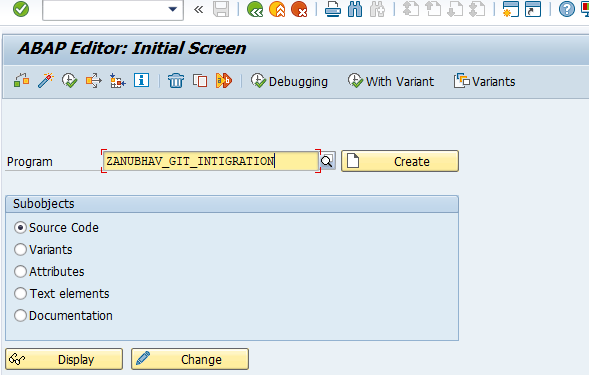 ABAP Editor: Initial Screen
Debugging With Variant Variants
Program ZANUBHAV_GIT_INTIGRATION Create
Subobjects
Source Code
Variants
Attributes
Text elements
Documentation
Display Change